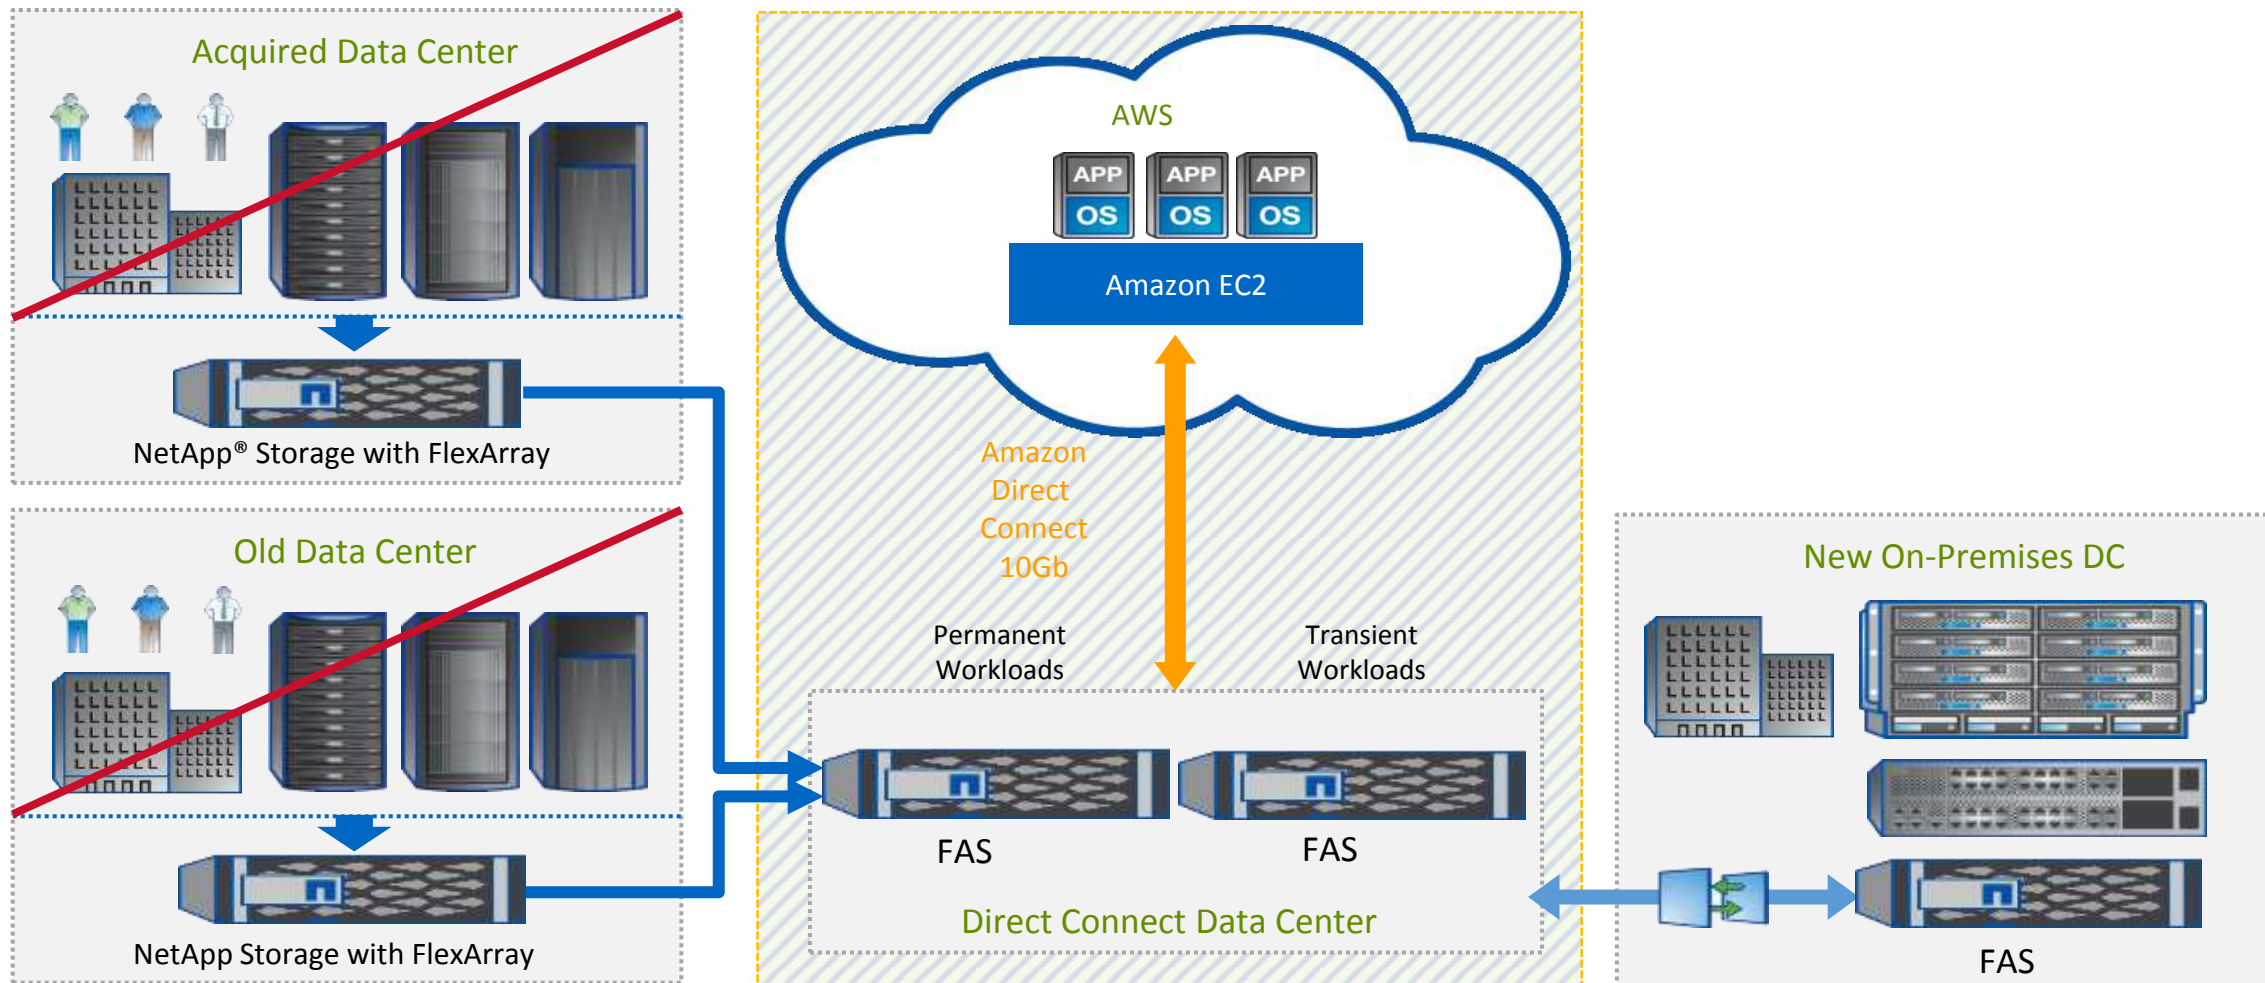 Acquired Data Center
NetApp® Storage with FlexArray
Old Data Center
NetApp Storage with FlexArray
AWS
APP APP APP
OS OS OS
Amazon EC2
Amazon
Direct
Connect
10Gb
Permanent
Workloads
Transient
Workloads
FAS
FAS
Direct Connect Data Center
New On-Premises DC
FAS